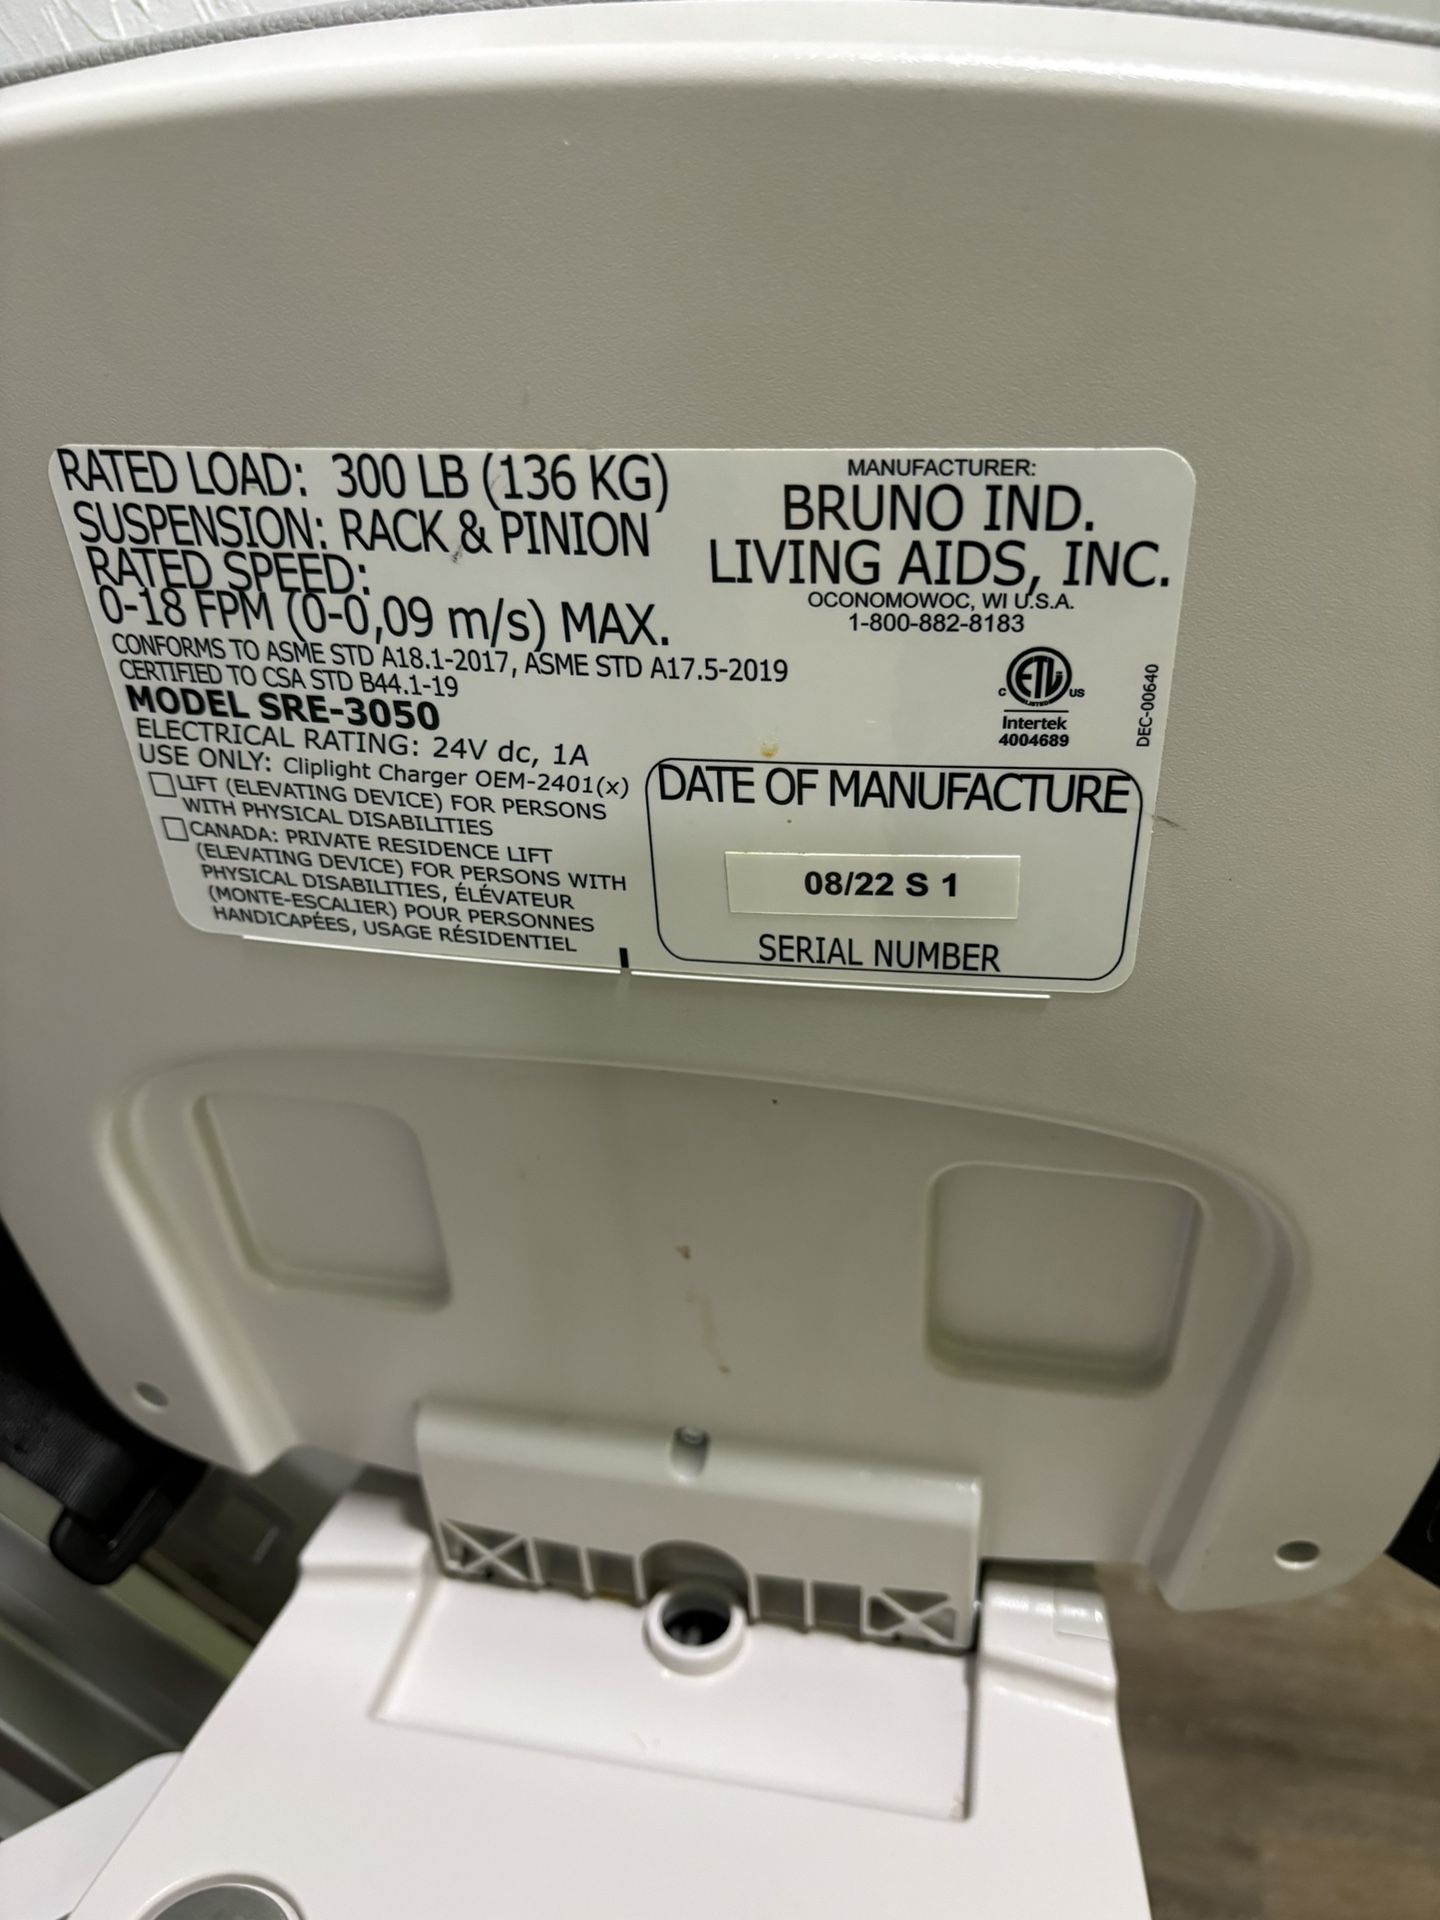 RATED LOAD: 300 LB (136 KG)
SUSPENSION: RACK & PINION
RATED SPEED:
0-18 FPM (0-0,09 m/s) MAX.
CONFORMS TO ASME STD A18.1-2017, ASME STD A17.5-2019
CERTIFIED TO CSA STD B44.1-19
MODEL SRE-3050
ELECTRICAL RATING: 24V dc, 1A
USE ONLY: Cliplight Charger OEM-2401(x)
LIFT (ELEVATING DEVICE) FOR PERSONS
WITH PHYSICAL DISABILITIES
CANADA: PRIVATE RESIDENCE LIFT
(ELEVATING DEVICE) FOR PERSONS WITH
PHYSICAL DISABILITIES, ÉLÉVATEUR
(MONTE-ESCALIER) POUR PERSONNES
HANDICAPÉES, USAGE RÉSIDENTIEL
MANUFACTURER:
BRUNO IND.
LIVING AIDS, INC.
OCONOMOWOC, WI U.S.A.
1-800-882-8183
C ETL US
LISTED
Intertek
4004689
DEC-00640
DATE OF MANUFACTURE
08/22 S 1
SERIAL NUMBER